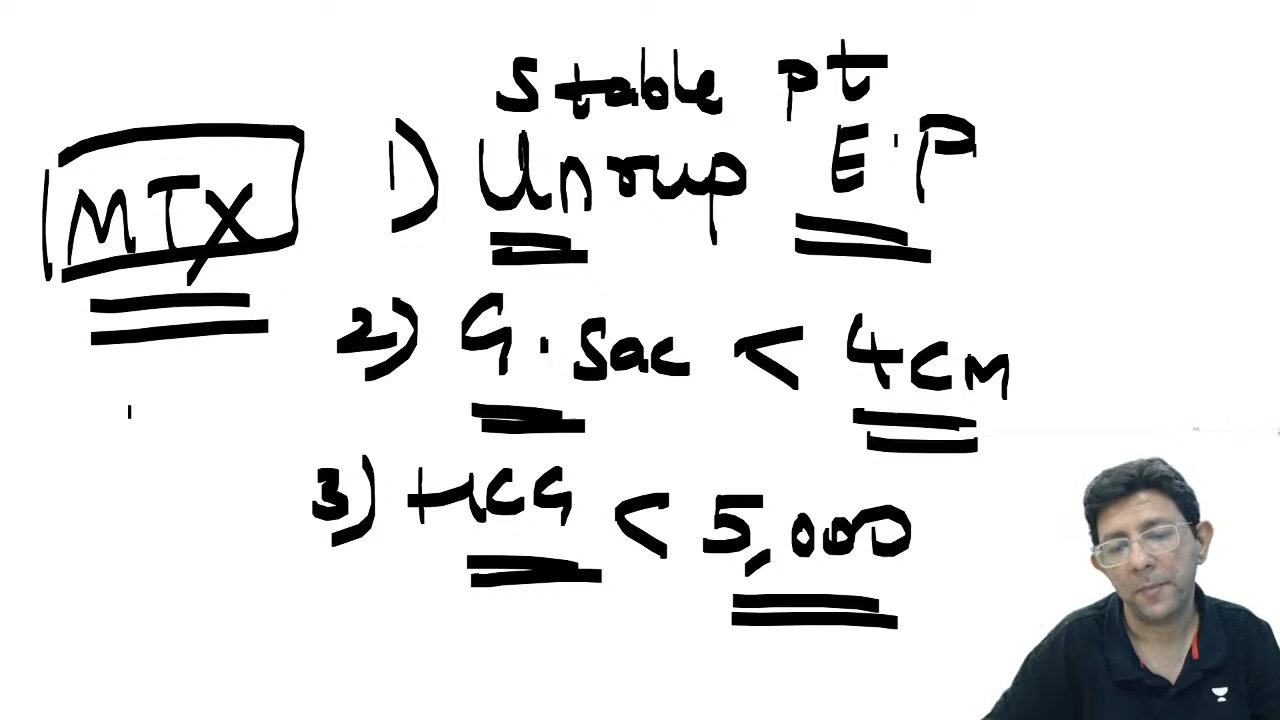 Stable pt
MTX
1) Unrup E.P
2) G. Sac < 4cm
3) HCG < 5,000